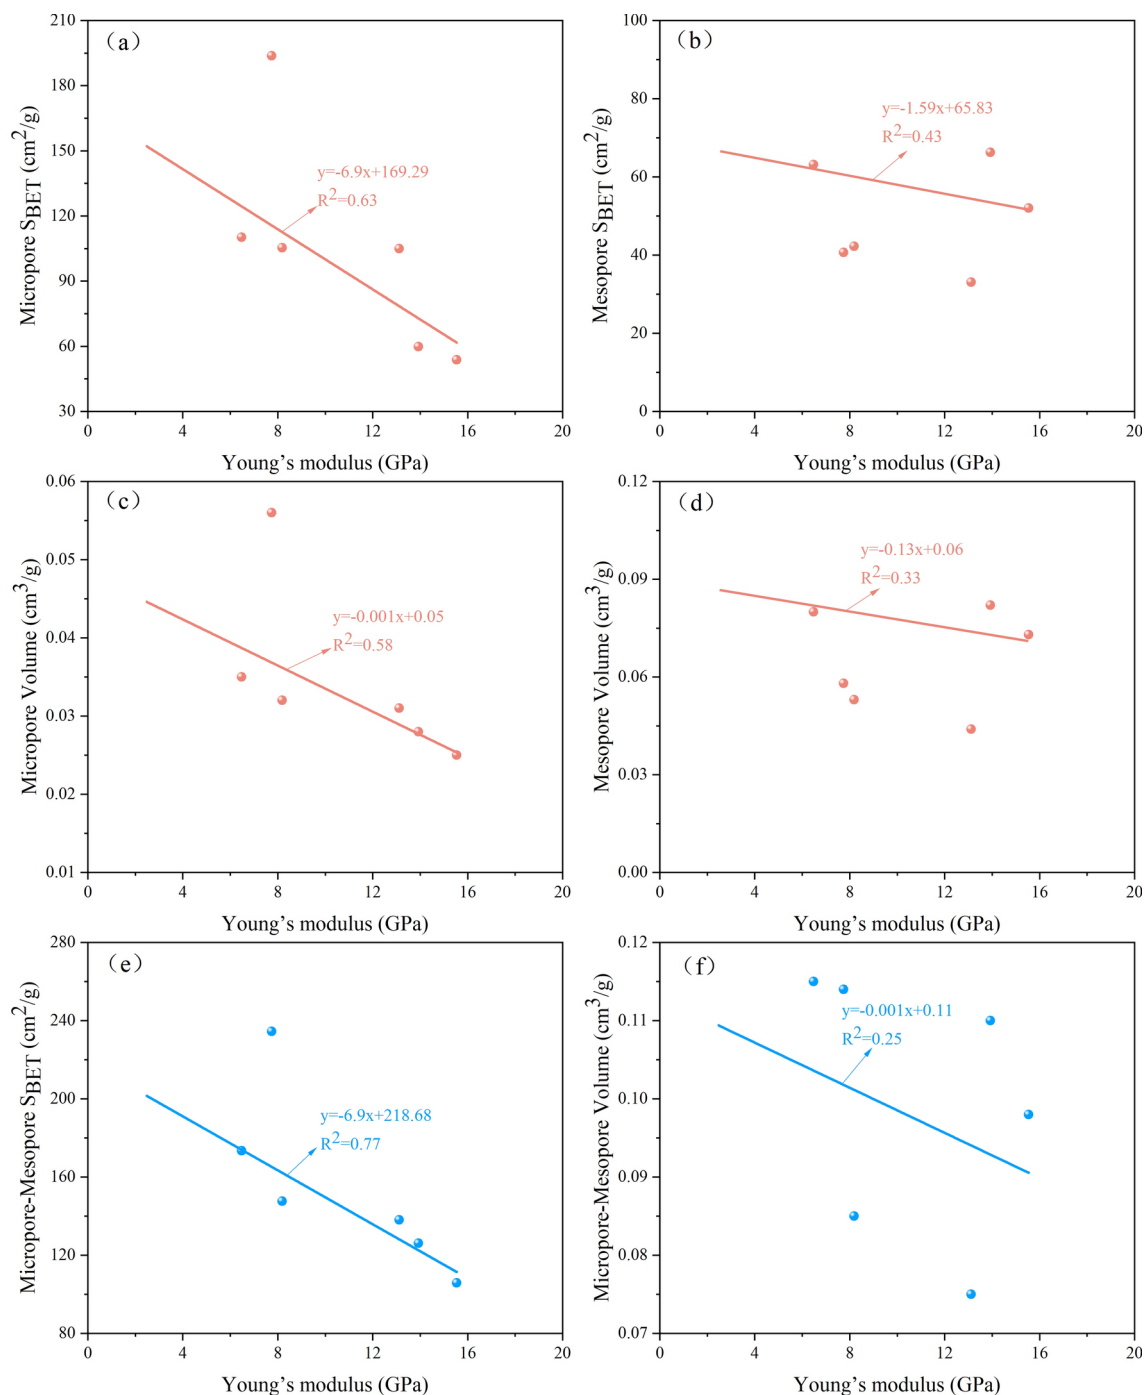 (a)
210
180
150
120
90
60
30
Micropore SBET (cm2/g)
y=-6.9x+169.29
R2=0.63
0 4 8 12 16 20
Young’s modulus (GPa)
(b)
100
80
60
40
20
0
Mesopore SBET (cm2/g)
y=-1.59x+65.83
R2=0.43
0 4 8 12 16 20
Young’s modulus (GPa)
(c)
0.06
0.05
0.04
0.03
0.02
0.01
Micropore Volume (cm3/g)
y=-0.001x+0.05
R2=0.58
0 4 8 12 16 20
Young’s modulus (GPa)
(d)
0.12
0.09
0.06
0.03
0.00
Mesopore Volume (cm3/g)
y=-0.13x+0.06
R2=0.33
0 4 8 12 16 20
Young’s modulus (GPa)
(e)
280
240
200
160
120
80
Micropore-Mesopore SBET (cm2/g)
y=-6.9x+218.68
R2=0.77
0 4 8 12 16 20
Young’s modulus (GPa)
(f)
0.12
0.11
0.10
0.09
0.08
0.07
Micropore-Mesopore Volume (cm3/g)
y=-0.001x+0.11
R2=0.25
0 4 8 12 16 20
Young’s modulus (GPa)